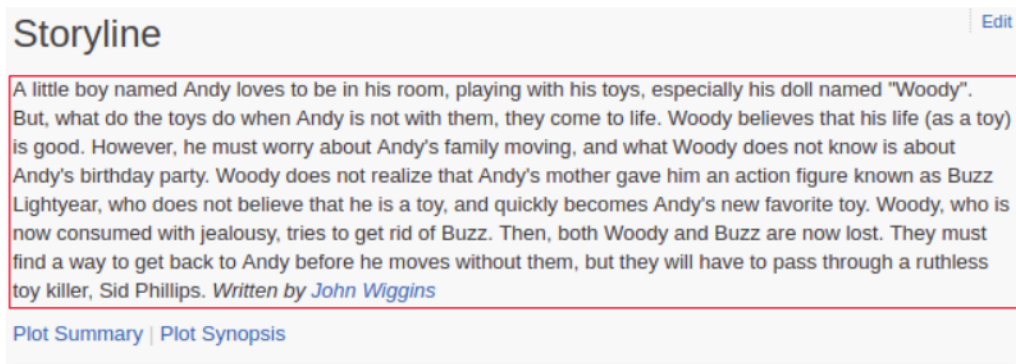 Storyline
Edit
A little boy named Andy loves to be in his room, playing with his toys, especially his doll named "Woody".
But, what do the toys do when Andy is not with them, they come to life. Woody believes that his life (as a toy)
is good. However, he must worry about Andy's family moving, and what Woody does not know is about
Andy's birthday party. Woody does not realize that Andy's mother gave him an action figure known as Buzz
Lightyear, who does not believe that he is a toy, and quickly becomes Andy's new favorite toy. Woody, who is
now consumed with jealousy, tries to get rid of Buzz. Then, both Woody and Buzz are now lost. They must
find a way to get back to Andy before he moves without them, but they will have to pass through a ruthless
toy killer, Sid Phillips. Written by John Wiggins
Plot Summary | Plot Synopsis